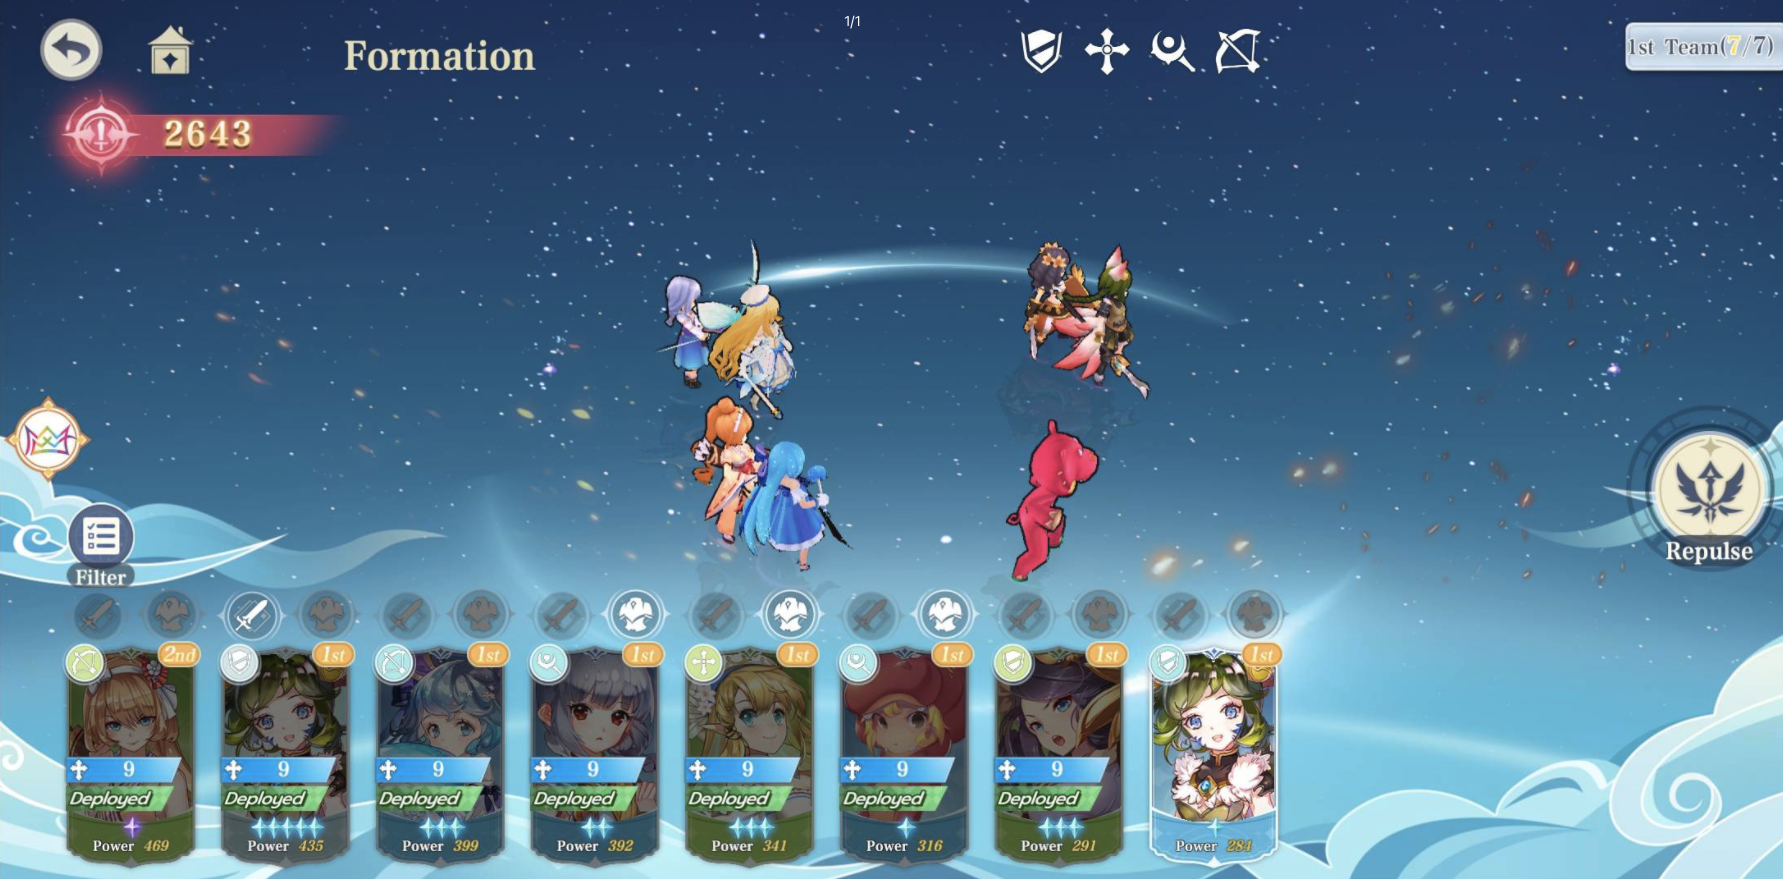 1/1
Formation
1st Team(7/7)
2643
Repulse
Filter
2nd
1st
1st
1st
1st
1st
1st
1st
9
9
9
9
9
9
9
Deployed
Deployed
Deployed
Deployed
Deployed
Deployed
Deployed
Power 469
Power 435
Power 399
Power 392
Power 341
Power 316
Power 291
Power 284